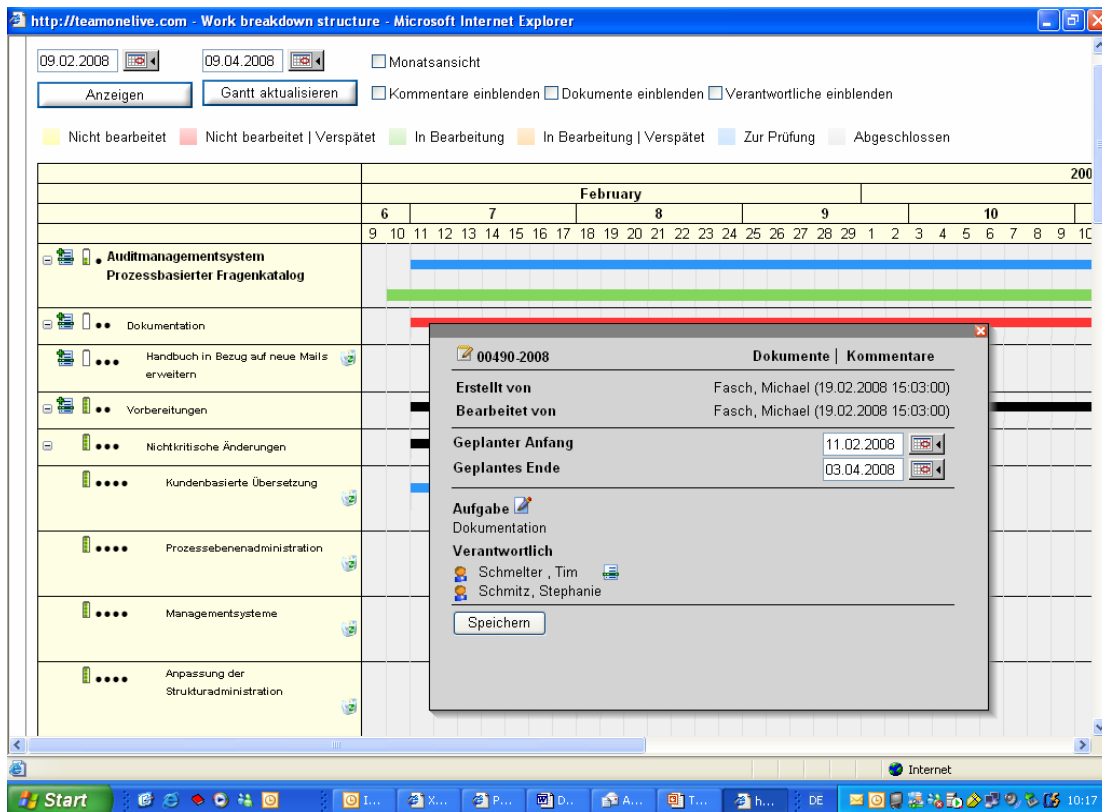 http://teamonelive.com - Work breakdown structure - Microsoft Internet Explorer
09.02.2008 09.04.2008 Monatsansicht
Anzeigen Gantt aktualisieren Kommentare einblenden Dokumente einblenden Verantwortliche einblenden
Nicht bearbeitet Nicht bearbeitet | Verspätet In Bearbeitung In Bearbeitung | Verspätet Zur Prüfung Abgeschlossen
200
February
6 7 8 9 10
9 10 11 12 13 14 15 16 17 18 19 20 21 22 23 24 25 26 27 28 29 1 2 3 4 5 6 7 8 9 10
Auditmanagementsystem
Prozessbasierter Fragenkatalog
Dokumentation
Handbuch in Bezug auf neue Mails
erweitern
Vorbereitungen
Nichtkritische Änderungen
Kundenbasierte Übersetzung
Prozessebenenadministration
Managementsysteme
Anpassung der
Strukturadministration
00490-2008 Dokumente | Kommentare
Erstellt von Fasch, Michael (19.02.2008 15:03:00)
Bearbeitet von Fasch, Michael (19.02.2008 15:03:00)
Geplanter Anfang 11.02.2008
Geplantes Ende 03.04.2008
Aufgabe
Dokumentation
Verantwortlich
Schmelter , Tim
Schmitz, Stephanie
Speichern
Internet
Start I... X... P... D.. A... T... h... DE 10:17